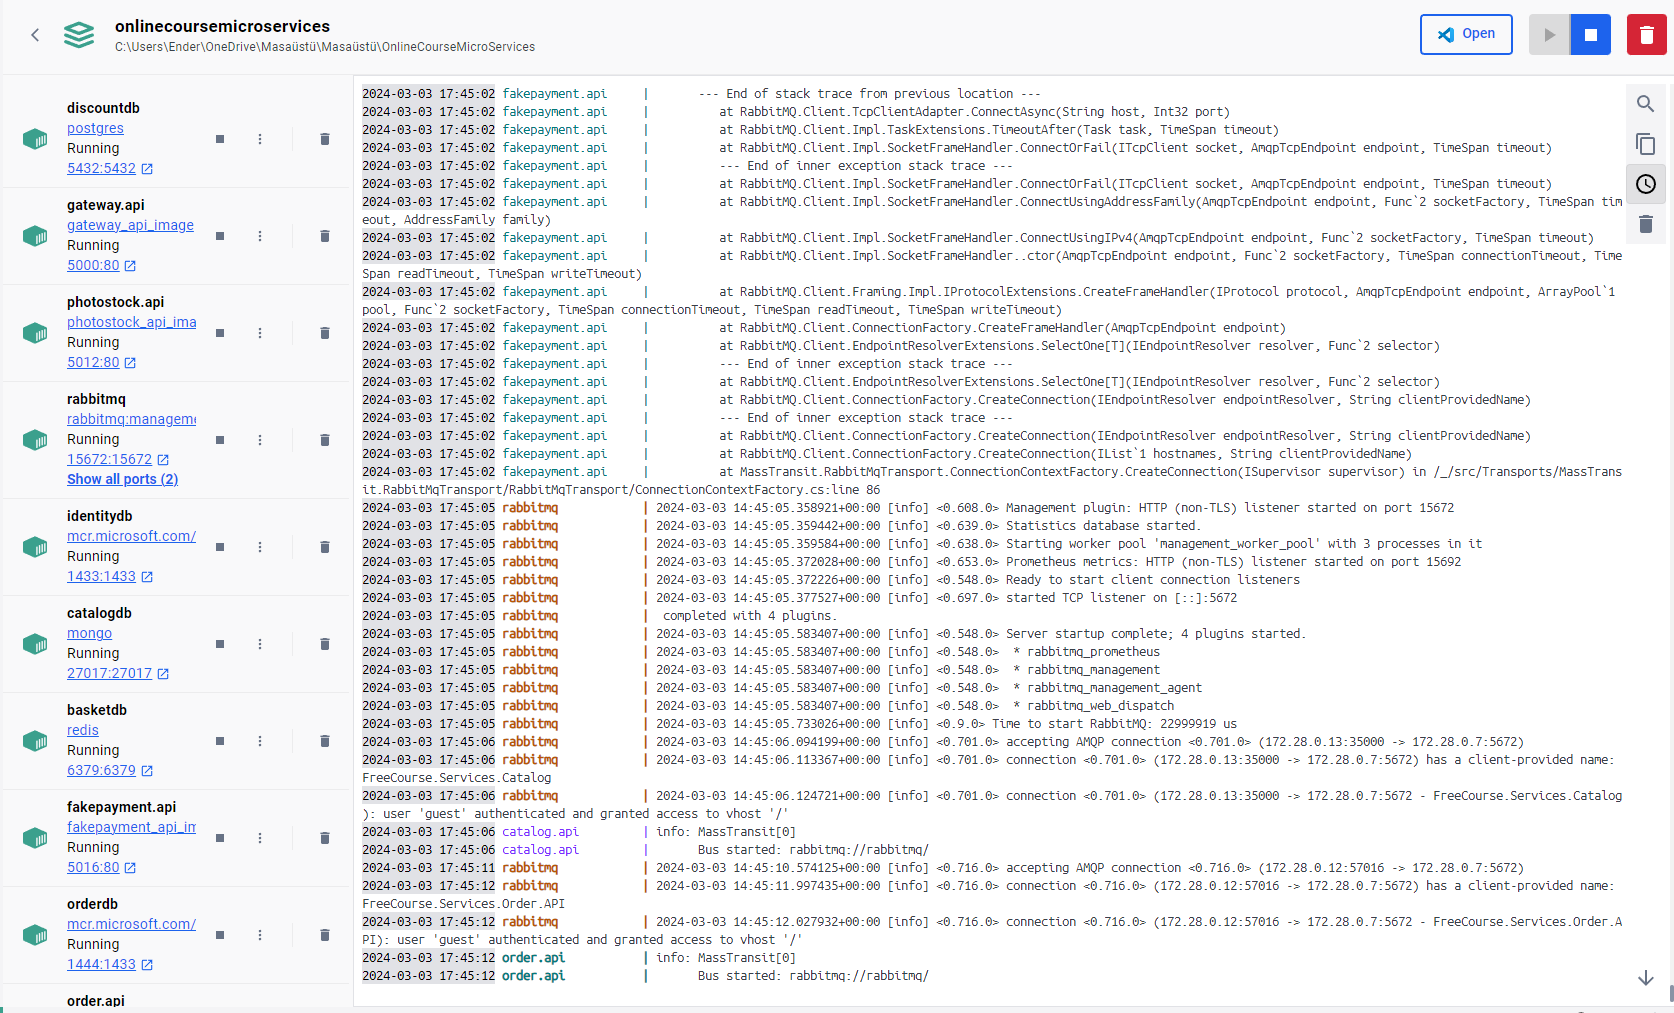 onlinecoursemicroservices
C:\Users\Ender\OneDrive\Masaüstü\Masaüstü\OnlineCourseMicroServices
Open
discountdb
postgres
Running
5432:5432
gateway.api
gateway_api_image
Running
5000:80
photostock.api
photostock_api_ima
Running
5012:80
rabbitmq
rabbitmq:manageme
Running
15672:15672
Show all ports (2)
identitydb
mcr.microsoft.com/
Running
1433:1433
catalogdb
mongo
Running
27017:27017
basketdb
redis
Running
6379:6379
fakepayment.api
fakepayment_api_im
Running
5016:80
orderdb
mcr.microsoft.com/
Running
1444:1433
order.api
2024-03-03 17:45:02 fakepayment.api | --- End of stack trace from previous location ---
2024-03-03 17:45:02 fakepayment.api | at RabbitMQ.Client.TcpClientAdapter.ConnectAsync(String host, Int32 port)
2024-03-03 17:45:02 fakepayment.api | at RabbitMQ.Client.Impl.TaskExtensions.TimeoutAfter(Task task, TimeSpan timeout)
2024-03-03 17:45:02 fakepayment.api | at RabbitMQ.Client.Impl.SocketFrameHandler.ConnectOrFail(ITcpClient socket, AmqpTcpEndpoint endpoint, TimeSpan timeout)
2024-03-03 17:45:02 fakepayment.api | --- End of inner exception stack trace ---
2024-03-03 17:45:02 fakepayment.api | at RabbitMQ.Client.Impl.SocketFrameHandler.ConnectOrFail(ITcpClient socket, AmqpTcpEndpoint endpoint, TimeSpan timeout)
2024-03-03 17:45:02 fakepayment.api | at RabbitMQ.Client.Impl.SocketFrameHandler.ConnectUsingAddressFamily(AmqpTcpEndpoint endpoint, Func`2 socketFactory, TimeSpan tim
eout, AddressFamily family)
2024-03-03 17:45:02 fakepayment.api | at RabbitMQ.Client.Impl.SocketFrameHandler.ConnectUsingIPv4(AmqpTcpEndpoint endpoint, Func`2 socketFactory, TimeSpan timeout)
2024-03-03 17:45:02 fakepayment.api | at RabbitMQ.Client.Impl.SocketFrameHandler..ctor(AmqpTcpEndpoint endpoint, Func`2 socketFactory, TimeSpan connectionTimeout, Time
Span readTimeout, TimeSpan writeTimeout)
2024-03-03 17:45:02 fakepayment.api | at RabbitMQ.Client.Framing.Impl.IProtocolExtensions.CreateFrameHandler(IProtocol protocol, AmqpTcpEndpoint endpoint, ArrayPool`1
pool, Func`2 socketFactory, TimeSpan connectionTimeout, TimeSpan readTimeout, TimeSpan writeTimeout)
2024-03-03 17:45:02 fakepayment.api | at RabbitMQ.Client.ConnectionFactory.CreateFrameHandler(AmqpTcpEndpoint endpoint)
2024-03-03 17:45:02 fakepayment.api | at RabbitMQ.Client.EndpointResolverExtensions.SelectOne[T](IEndpointResolver resolver, Func`2 selector)
2024-03-03 17:45:02 fakepayment.api | --- End of inner exception stack trace ---
2024-03-03 17:45:02 fakepayment.api | at RabbitMQ.Client.EndpointResolverExtensions.SelectOne[T](IEndpointResolver resolver, Func`2 selector)
2024-03-03 17:45:02 fakepayment.api | at RabbitMQ.Client.ConnectionFactory.CreateConnection(IEndpointResolver endpointResolver, String clientProvidedName)
2024-03-03 17:45:02 fakepayment.api | --- End of inner exception stack trace ---
2024-03-03 17:45:02 fakepayment.api | at RabbitMQ.Client.ConnectionFactory.CreateConnection(IEndpointResolver endpointResolver, String clientProvidedName)
2024-03-03 17:45:02 fakepayment.api | at RabbitMQ.Client.ConnectionFactory.CreateConnection(IList`1 hostnames, String clientProvidedName)
2024-03-03 17:45:02 fakepayment.api | at MassTransit.RabbitMqTransport.ConnectionContextFactory.CreateConnection(ISupervisor supervisor) in /_/src/Transports/MassTrans
it.RabbitMqTransport/RabbitMqTransport/ConnectionContextFactory.cs:line 86
2024-03-03 17:45:05 rabbitmq | 2024-03-03 14:45:05.358921+00:00 [info] <0.608.0> Management plugin: HTTP (non-TLS) listener started on port 15672
2024-03-03 17:45:05 rabbitmq | 2024-03-03 14:45:05.359442+00:00 [info] <0.639.0> Statistics database started.
2024-03-03 17:45:05 rabbitmq | 2024-03-03 14:45:05.359584+00:00 [info] <0.638.0> Starting worker pool 'management_worker_pool' with 3 processes in it
2024-03-03 17:45:05 rabbitmq | 2024-03-03 14:45:05.372028+00:00 [info] <0.653.0> Prometheus metrics: HTTP (non-TLS) listener started on port 15692
2024-03-03 17:45:05 rabbitmq | 2024-03-03 14:45:05.372226+00:00 [info] <0.548.0> Ready to start client connection listeners
2024-03-03 17:45:05 rabbitmq | 2024-03-03 14:45:05.377527+00:00 [info] <0.697.0> started TCP listener on [::]:5672
2024-03-03 17:45:05 rabbitmq | completed with 4 plugins.
2024-03-03 17:45:05 rabbitmq | 2024-03-03 14:45:05.583407+00:00 [info] <0.548.0> Server startup complete; 4 plugins started.
2024-03-03 17:45:05 rabbitmq | 2024-03-03 14:45:05.583407+00:00 [info] <0.548.0> * rabbitmq_prometheus
2024-03-03 17:45:05 rabbitmq | 2024-03-03 14:45:05.583407+00:00 [info] <0.548.0> * rabbitmq_management
2024-03-03 17:45:05 rabbitmq | 2024-03-03 14:45:05.583407+00:00 [info] <0.548.0> * rabbitmq_management_agent
2024-03-03 17:45:05 rabbitmq | 2024-03-03 14:45:05.583407+00:00 [info] <0.548.0> * rabbitmq_web_dispatch
2024-03-03 17:45:05 rabbitmq | 2024-03-03 14:45:05.733026+00:00 [info] <0.9.0> Time to start RabbitMQ: 22999919 us
2024-03-03 17:45:06 rabbitmq | 2024-03-03 14:45:06.094199+00:00 [info] <0.701.0> accepting AMQP connection <0.701.0> (172.28.0.13:35000 -> 172.28.0.7:5672)
2024-03-03 17:45:06 rabbitmq | 2024-03-03 14:45:06.113367+00:00 [info] <0.701.0> connection <0.701.0> (172.28.0.13:35000 -> 172.28.0.7:5672) has a client-provided name:
FreeCourse.Services.Catalog
2024-03-03 17:45:06 rabbitmq | 2024-03-03 14:45:06.124721+00:00 [info] <0.701.0> connection <0.701.0> (172.28.0.13:35000 -> 172.28.0.7:5672 - FreeCourse.Services.Catalog
): user 'guest' authenticated and granted access to vhost '/'
2024-03-03 17:45:06 catalog.api | info: MassTransit[0]
2024-03-03 17:45:06 catalog.api | Bus started: rabbitmq://rabbitmq/
2024-03-03 17:45:11 rabbitmq | 2024-03-03 14:45:10.574125+00:00 [info] <0.716.0> accepting AMQP connection <0.716.0> (172.28.0.12:57016 -> 172.28.0.7:5672)
2024-03-03 17:45:12 rabbitmq | 2024-03-03 14:45:11.997435+00:00 [info] <0.716.0> connection <0.716.0> (172.28.0.12:57016 -> 172.28.0.7:5672) has a client-provided name:
FreeCourse.Services.Order.API
2024-03-03 17:45:12 rabbitmq | 2024-03-03 14:45:12.027932+00:00 [info] <0.716.0> connection <0.716.0> (172.28.0.12:57016 -> 172.28.0.7:5672 - FreeCourse.Services.Order.A
PI): user 'guest' authenticated and granted access to vhost '/'
2024-03-03 17:45:12 order.api | info: MassTransit[0]
2024-03-03 17:45:12 order.api | Bus started: rabbitmq://rabbitmq/